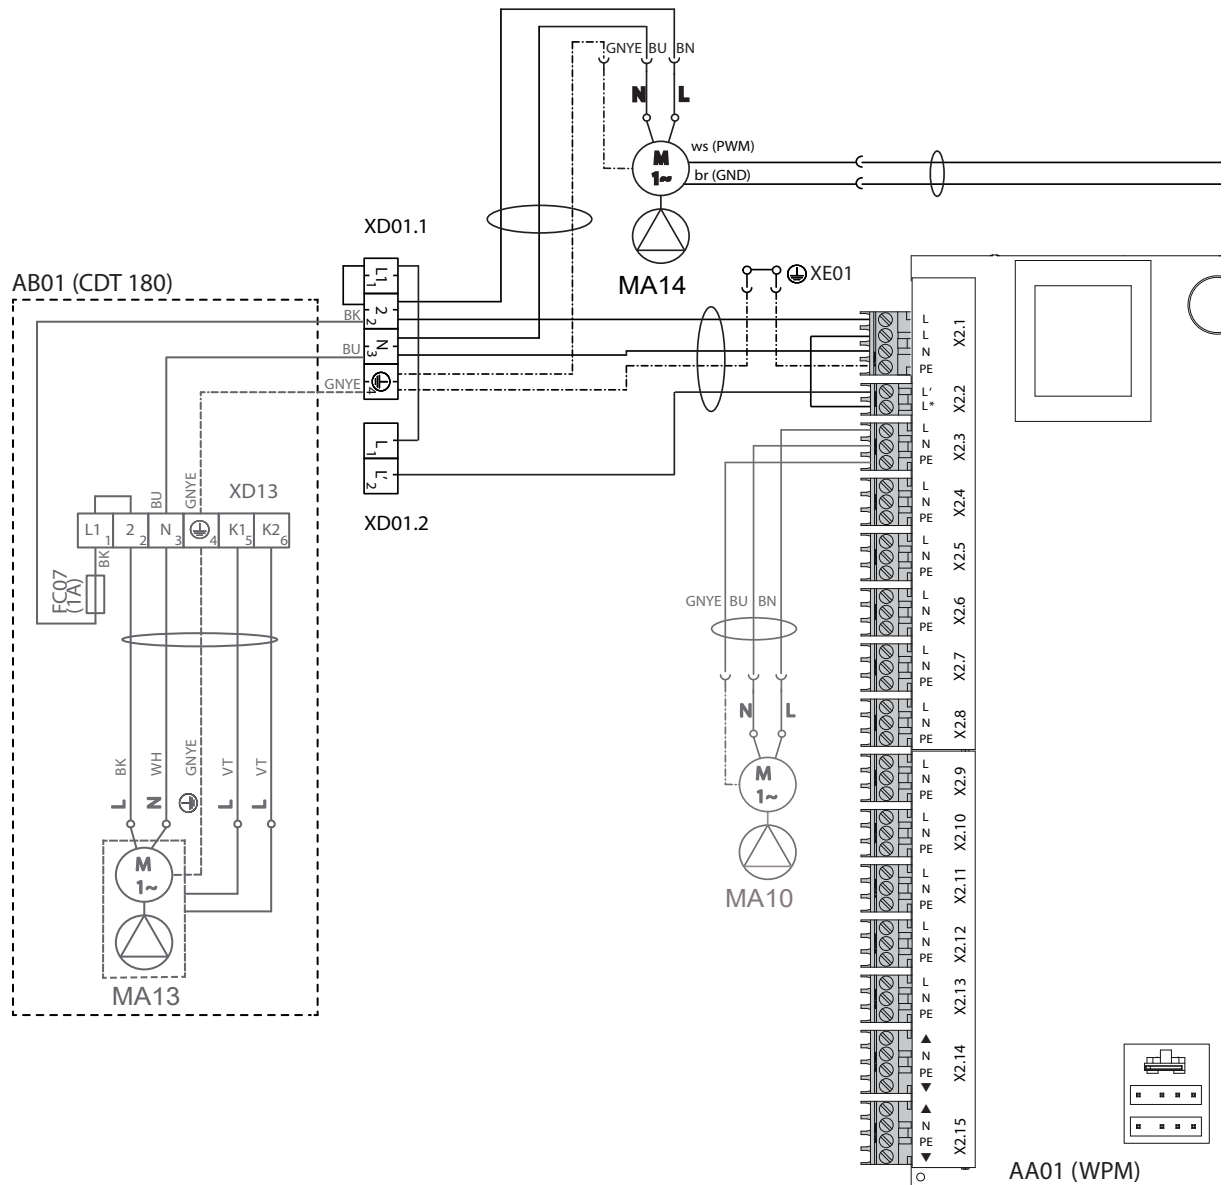 GNYE BU BN
N L
ws (PWM)
M
1~
br (GND)
XD01.1
MA14
XE01
AB01 (CDT 180)
L1 1
2 2
N 3
4
BK
BU
GNYE
L 1
L' 2
XD01.2
L
L
N
PE
X2.1
L'
L*
X2.2
L
N
PE
X2.3
L
N
PE
X2.4
L
N
PE
X2.5
L
N
PE
X2.6
L
N
PE
X2.7
L
N
PE
X2.8
L
N
PE
X2.9
L
N
PE
X2.10
L
N
PE
X2.11
L
N
PE
X2.12
L
N
PE
X2.13
▲
N
PE
▼
X2.14
▲
N
PE
▼
X2.15
BU
GNYE
XD13
L1 1
2 2
N 3
4
K1 5
K2 6
BK
FC07
(1A)
BK
WH
GNYE
VT
VT
L
N
L
L
M
1~
MA13
GNYE BU BN
N L
M
1~
MA10
AA01 (WPM)